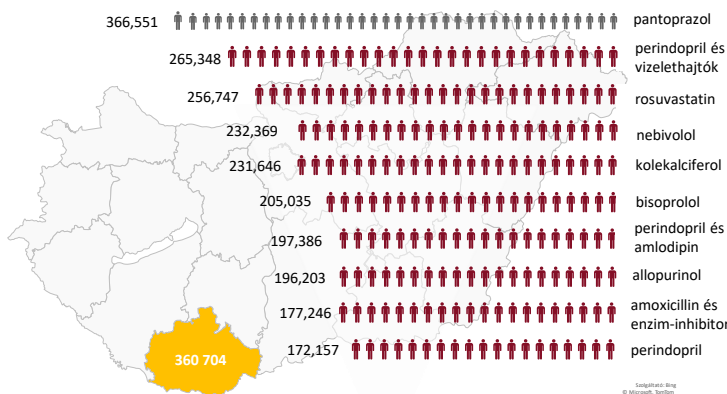 366,551 pantoprazol
265,348 perindopril és
vizelethajtók
256,747 rosuvastatin
232,369 nebivolol
231,646 kolekalciferol
205,035 bisoprolol
197,386 perindopril és
amlodipin
196,203 allopurinol
177,246 amoxicillin és
enzim-inhibitor
172,157 perindopril
360 704
Szolgáltató: Bing
© Microsoft, TomTom